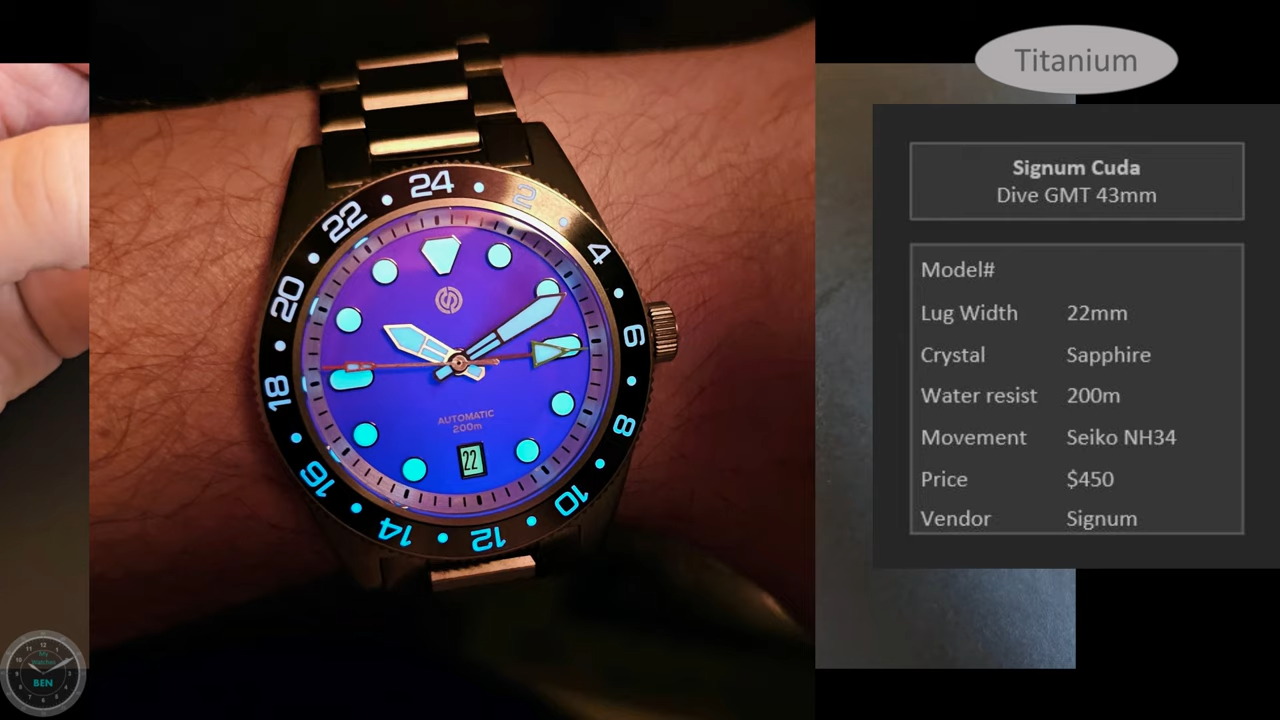 Titanium
Signum Cuda
Dive GMT 43mm
Model#
Lug Width 22mm
Crystal Sapphire
Water resist 200m
Movement Seiko NH34
Price $450
Vendor Signum
24
2
4
6
8
10
12
14
16
18
20
22
AUTOMATIC
200m
22
My
Watches
BEN